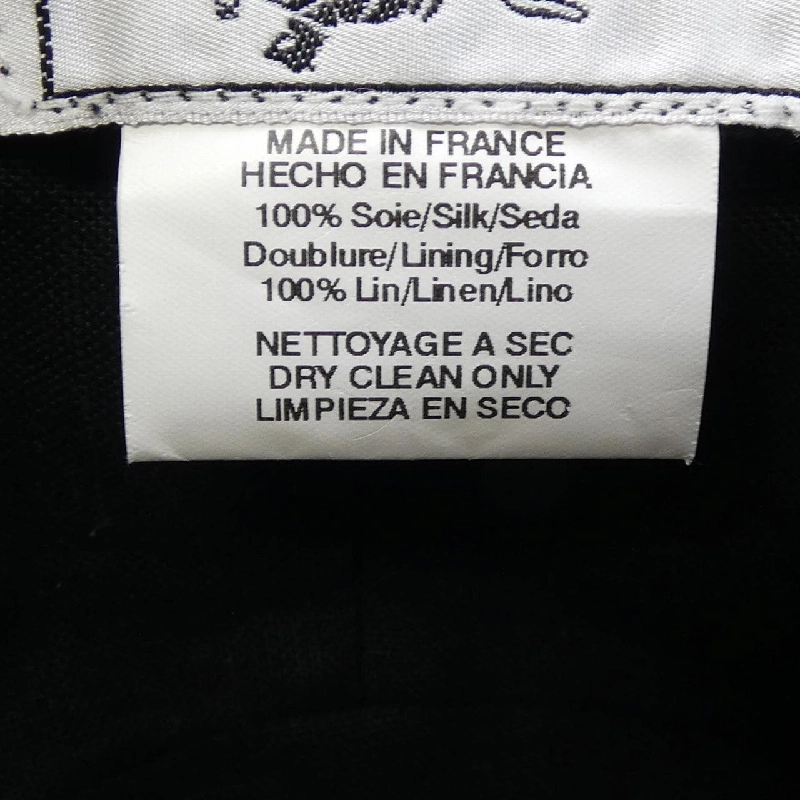 MADE IN FRANCE
HECHO EN FRANCIA
100% Soie/Silk/Seda
Doublure/Lining/Forro
100% Lin/Linen/Lino
NETTOYAGE A SEC
DRY CLEAN ONLY
LIMPIEZA EN SECO